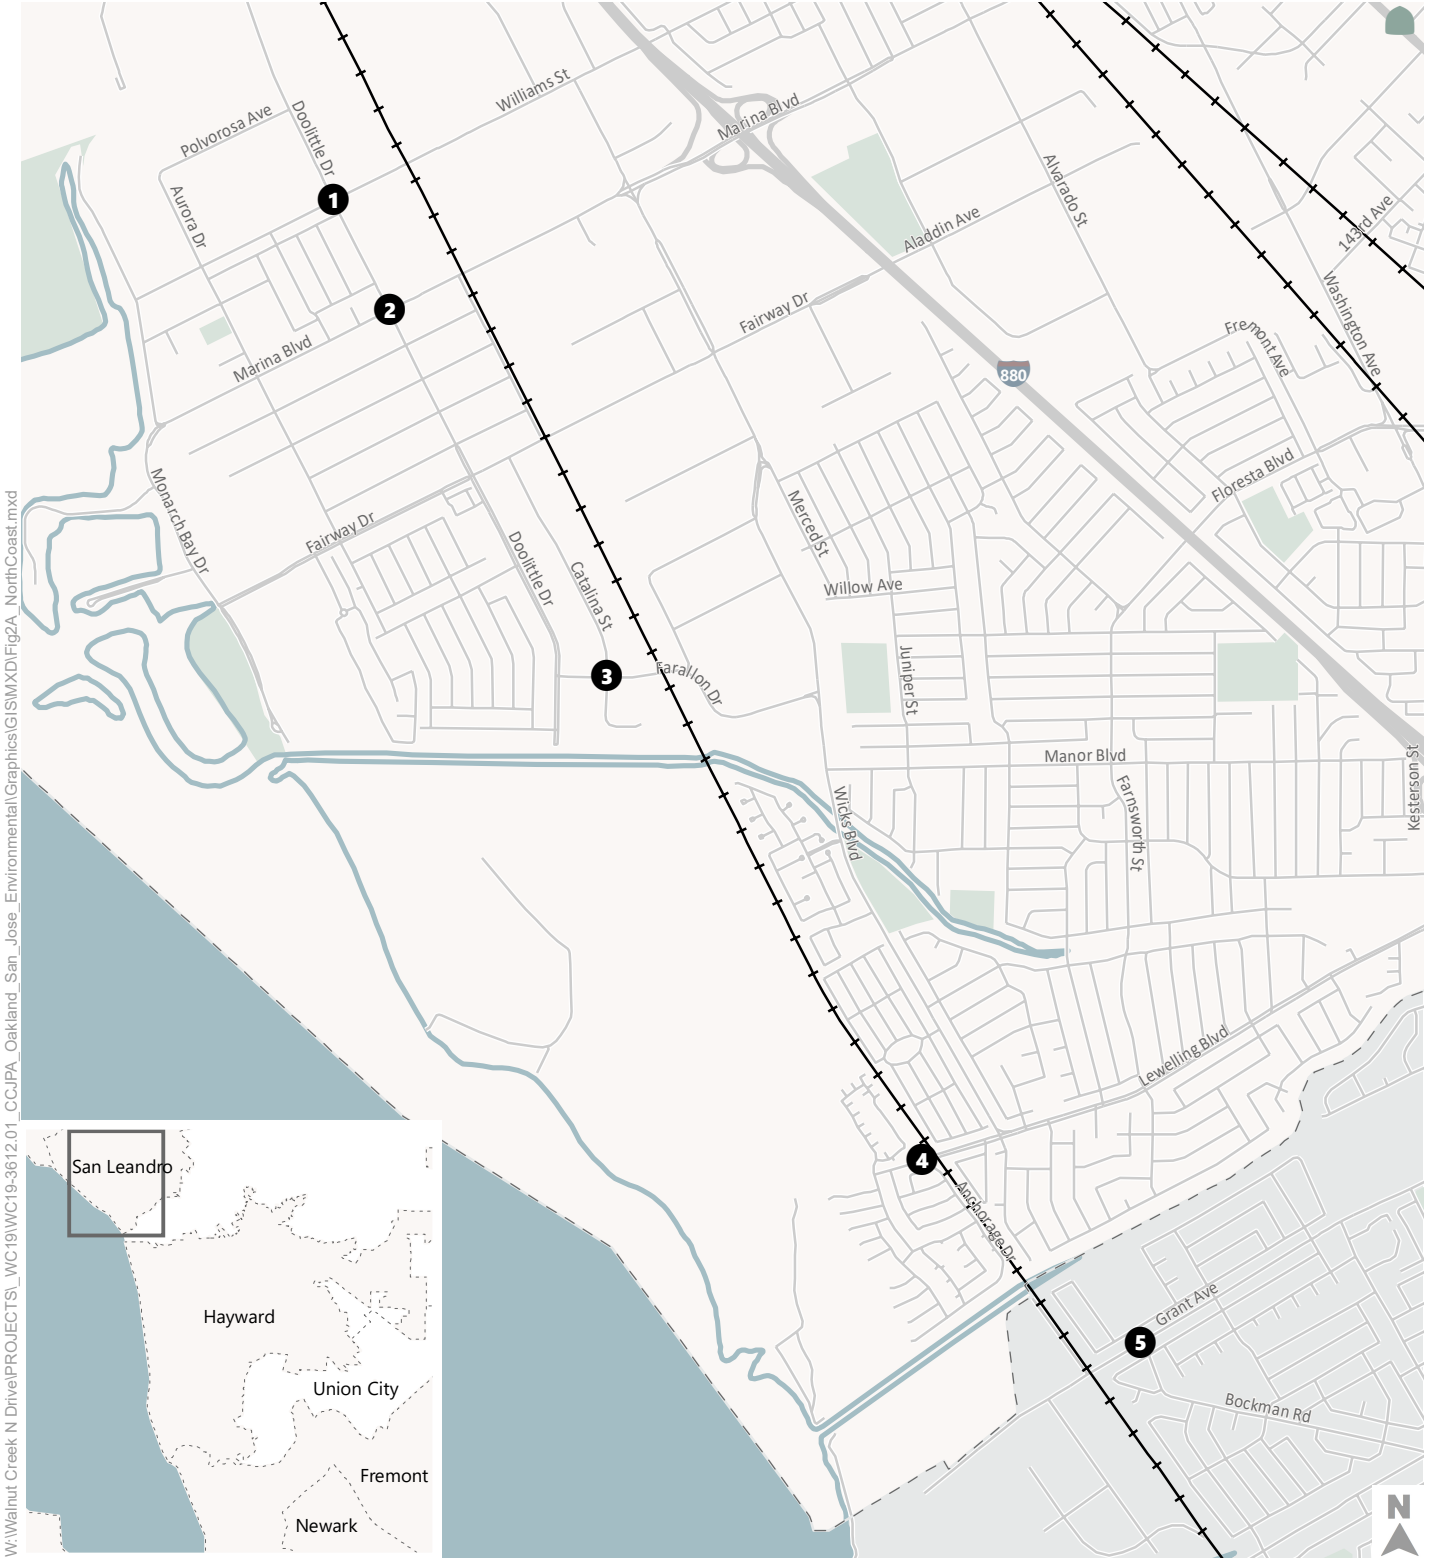 Williams St
Marina Blvd
Polvorosa Ave
Doolittle Dr
Aurora Dr
1
2
Alvarado St
Aladdin Ave
143rd Ave
Washington Ave
Fairway Dr
Fremont Ave
Marina Blvd
880
Floresta Blvd
Monarch Bay Dr
Fairway Dr
Merced St
Doolittle Dr
Catalina St
Willow Ave
3
Farallon Dr
Juniper St
Manor Blvd
Kesterson St
Farnsworth St
Wicks Blvd
Lewelling Blvd
4
Anchorage Dr
5
Grant Ave
Bockman Rd
N
San Leandro
Hayward
Union City
Fremont
Newark
W:\Walnut Creek N Drive\PROJECTS\_WC19\WC19-3612.01_CCJPA_Oakland_San_Jose_Environmental\Graphics\GIS\MXD\Fig2A_NorthCoast.mxd